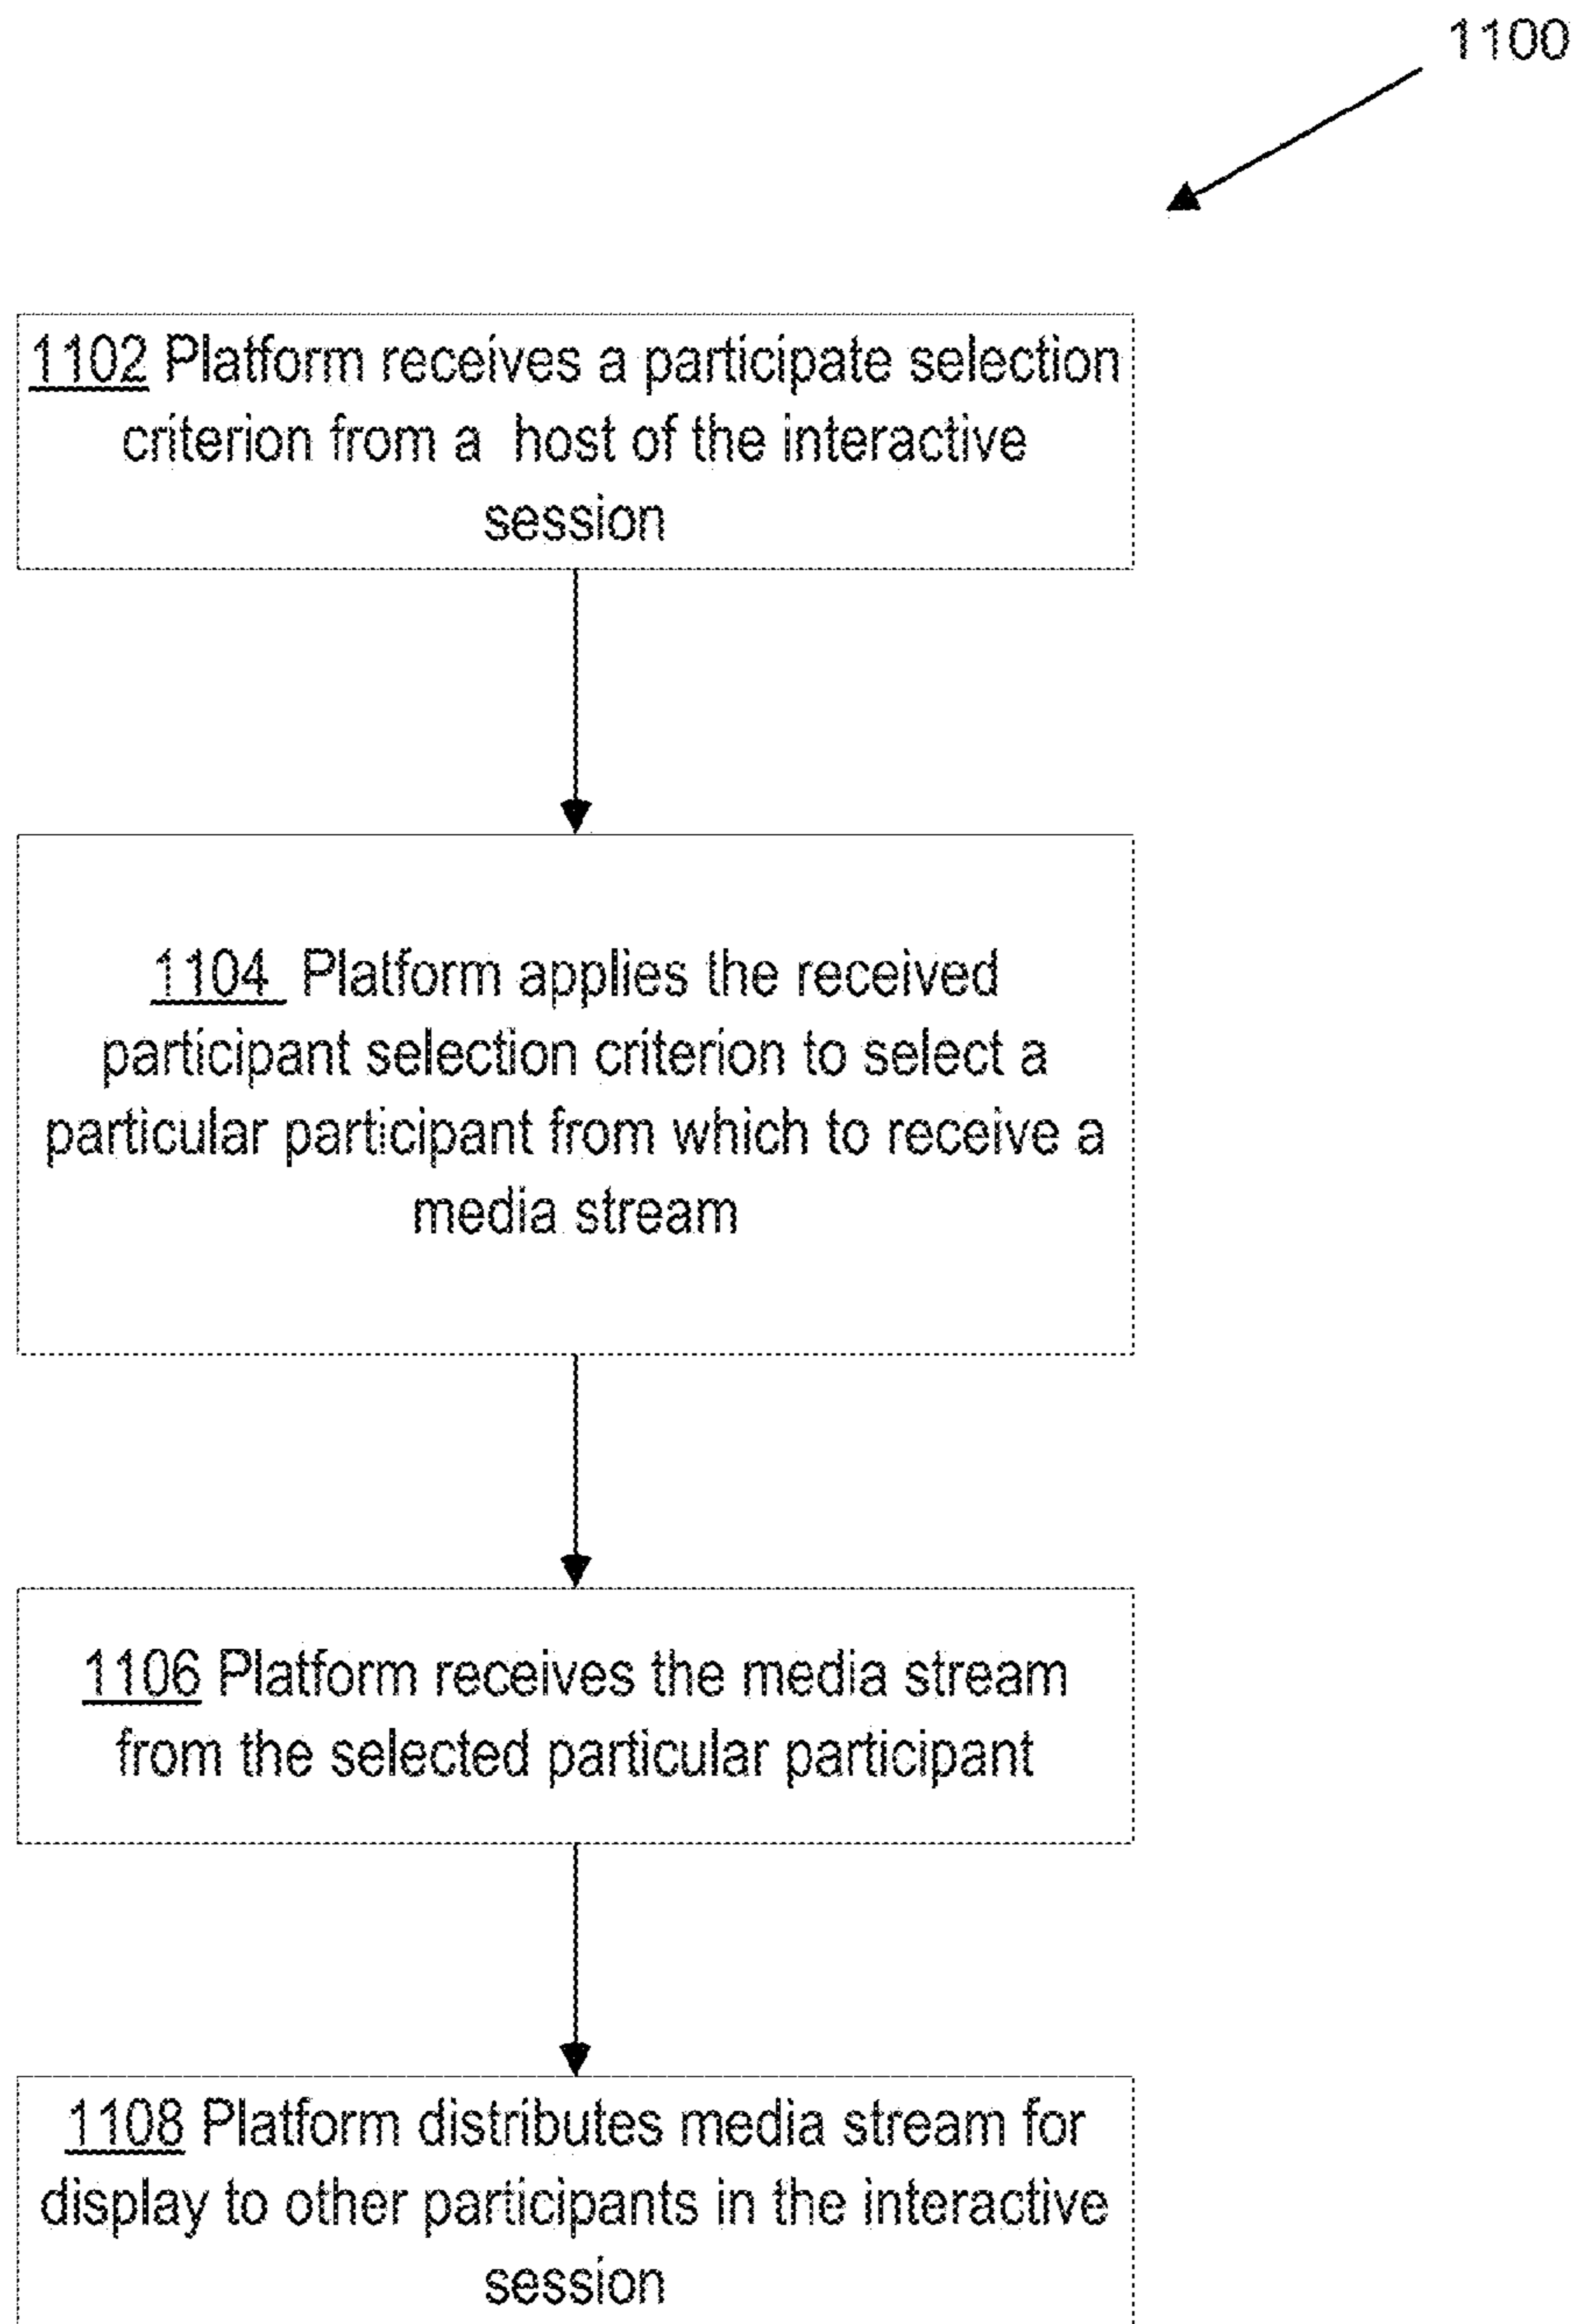 1100
1102 Platform receives a participate selection
criterion from a host of the interactive
session
1104 Platform applies the received
participant selection criterion to select a
particular participant from which to receive a
media stream
1106 Platform receives the media stream
from the selected particular participant
1108 Platform distributes media stream for
display to other participants in the interactive
session